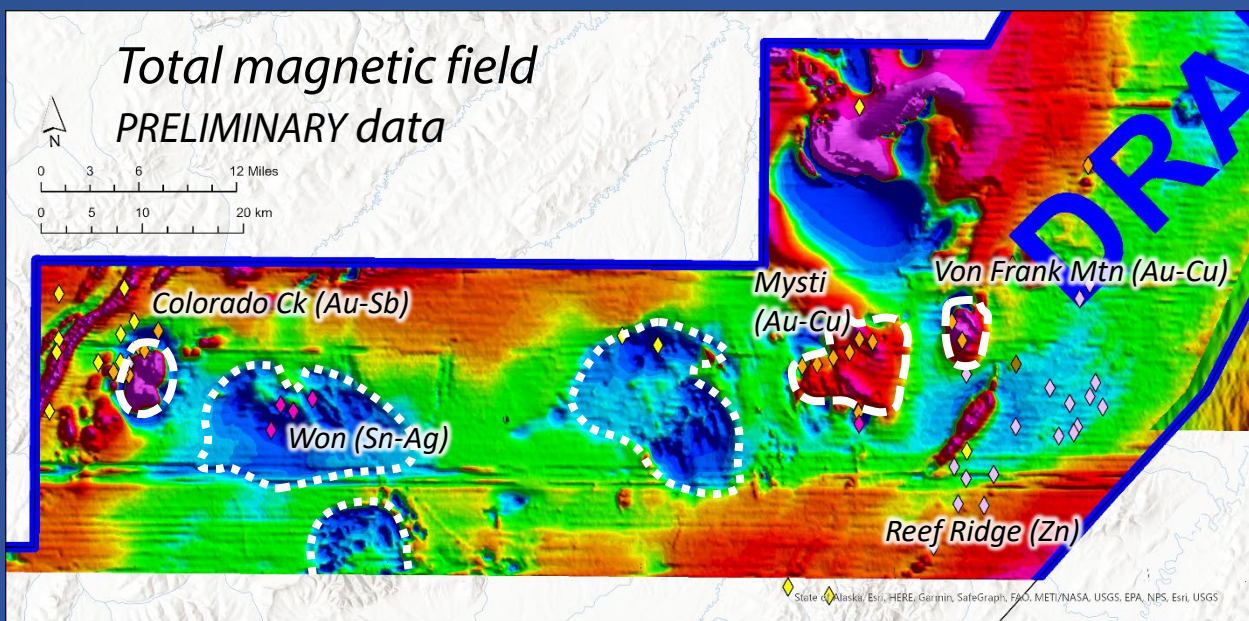 Total magnetic field
PRELIMINARY data
N
0 3 6 12 Miles
0 5 10 20 km
DRA
Colorado Ck (Au-Sb)
Mysti
(Au-Cu)
Von Frank Mtn (Au-Cu)
Won (Sn-Ag)
Reef Ridge (Zn)
State of Alaska, Esri, HERE, Garmin, SafeGraph, FAO, METI/NASA, USGS, EPA, NPS, Esri, USGS